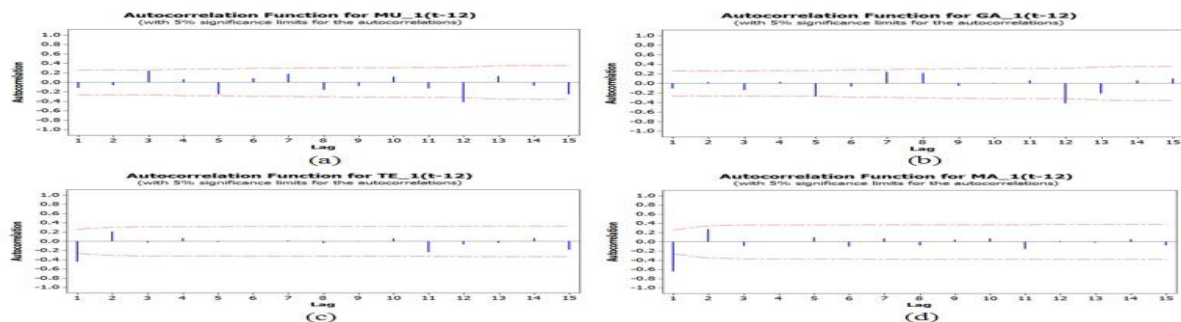 Autocorrelation Function for MU_1(t-12)
(with 5% significance limits for the autocorrelations)
Autocorrelation
1.0
0.8
0.6
0.4
0.2
0.0
-0.2
-0.4
-0.6
-0.8
-1.0
1 2 3 4 5 6 7 8 9 10 11 12 13 14 15
Lag
(a)
Autocorrelation Function for GA_1(t-12)
(with 5% significance limits for the autocorrelations)
Autocorrelation
1.0
0.8
0.6
0.4
0.2
0.0
-0.2
-0.4
-0.6
-0.8
-1.0
1 2 3 4 5 6 7 8 9 10 11 12 13 14 15
Lag
(b)
Autocorrelation Function for TE_1(t-12)
(with 5% significance limits for the autocorrelations)
Autocorrelation
1.0
0.8
0.6
0.4
0.2
0.0
-0.2
-0.4
-0.6
-0.8
-1.0
1 2 3 4 5 6 7 8 9 10 11 12 13 14 15
Lag
(c)
Autocorrelation Function for MA_1(t-12)
(with 5% significance limits for the autocorrelations)
Autocorrelation
1.0
0.8
0.6
0.4
0.2
0.0
-0.2
-0.4
-0.6
-0.8
-1.0
1 2 3 4 5 6 7 8 9 10 11 12 13 14 15
Lag
(d)